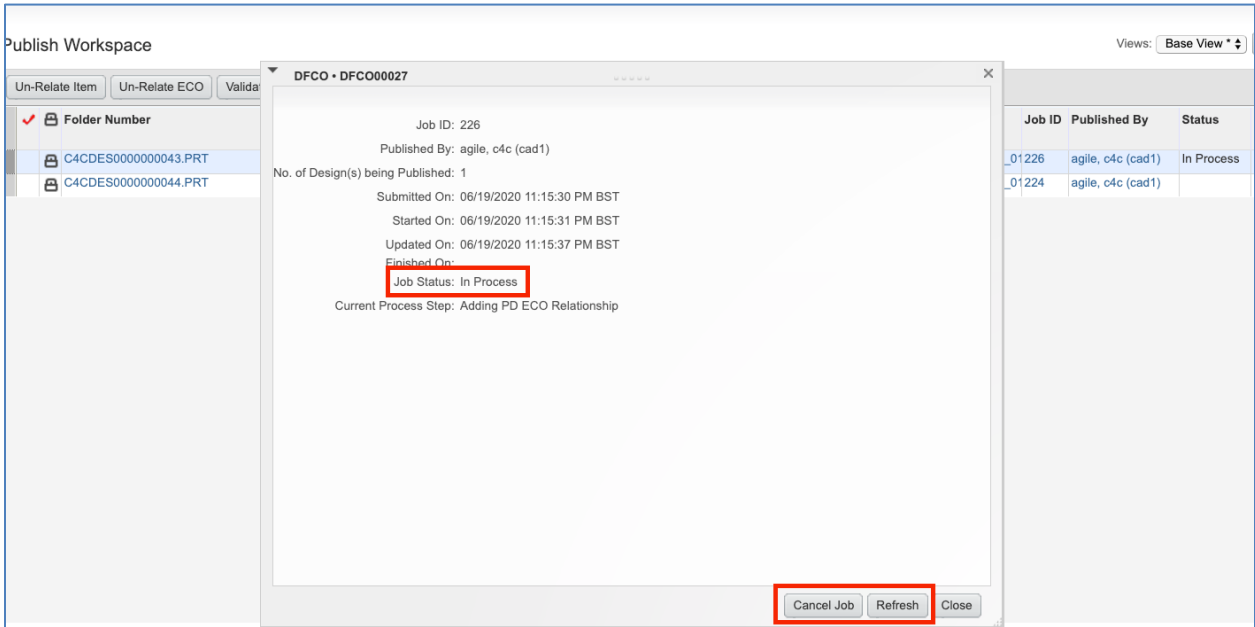 Publish Workspace
Views: Base View *
Un-Relate Item Un-Relate ECO
DFCO • DFCO00027
Folder Number
Job ID Published By Status
C4CDES0000000043.PRT
_01 226 agile, c4c (cad1) In Process
C4CDES0000000044.PRT
_01 224 agile, c4c (cad1)
Job ID: 226
Published By: agile, c4c (cad1)
No. of Design(s) being Published: 1
Submitted On: 06/19/2020 11:15:30 PM BST
Started On: 06/19/2020 11:15:31 PM BST
Updated On: 06/19/2020 11:15:37 PM BST
Finished On:
Job Status: In Process
Current Process Step: Adding PD ECO Relationship
Cancel Job Refresh Close